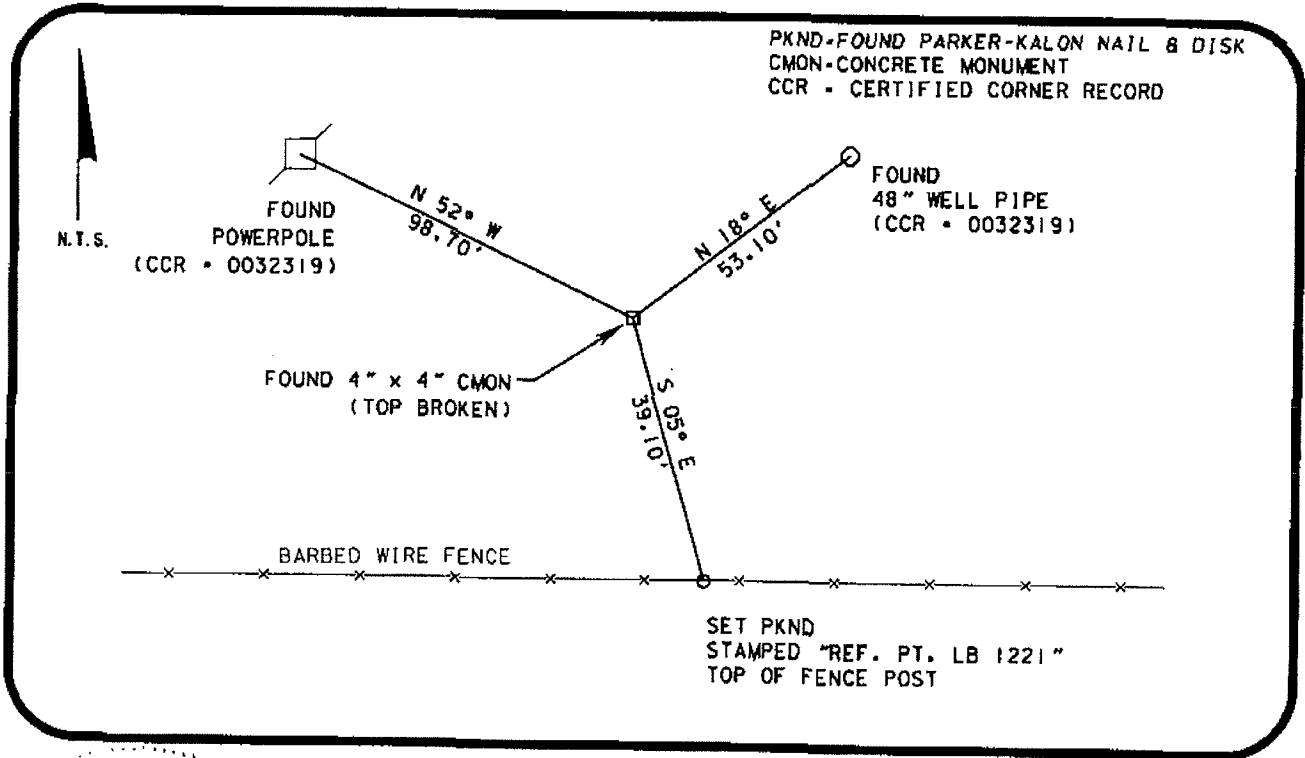 PKND-FOUND PARKER-KALON NAIL & DISK
CMON-CONCRETE MONUMENT
CCR - CERTIFIED CORNER RECORD
N.T.S.
FOUND
POWERPOLE
(CCR - 0032319)
N 52° W
98.70'
N 18° E
53.10'
FOUND
48" WELL PIPE
(CCR - 0032319)
FOUND 4" x 4" CMON
(TOP BROKEN)
S 05° E
39.10'
BARBED WIRE FENCE
SET PKND
STAMPED "REF. PT. LB 1221"
TOP OF FENCE POST